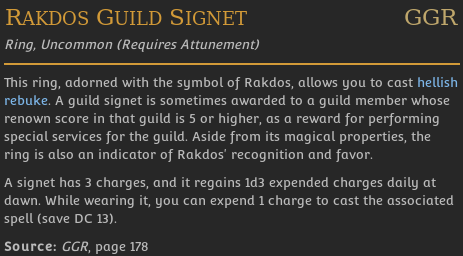 Rakdos Guild Signet GGR
Ring, Uncommon (Requires Attunement)
This ring, adorned with the symbol of Rakdos, allows you to cast hellish
rebuke. A guild signet is sometimes awarded to a guild member whose
renown score in that guild is 5 or higher, as a reward for performing
special services for the guild. Aside from its magical properties, the
ring is also an indicator of Rakdos' recognition and favor.
A signet has 3 charges, and it regains 1d3 expended charges daily at
dawn. While wearing it, you can expend 1 charge to cast the associated
spell (save DC 13).
Source: GGR, page 178